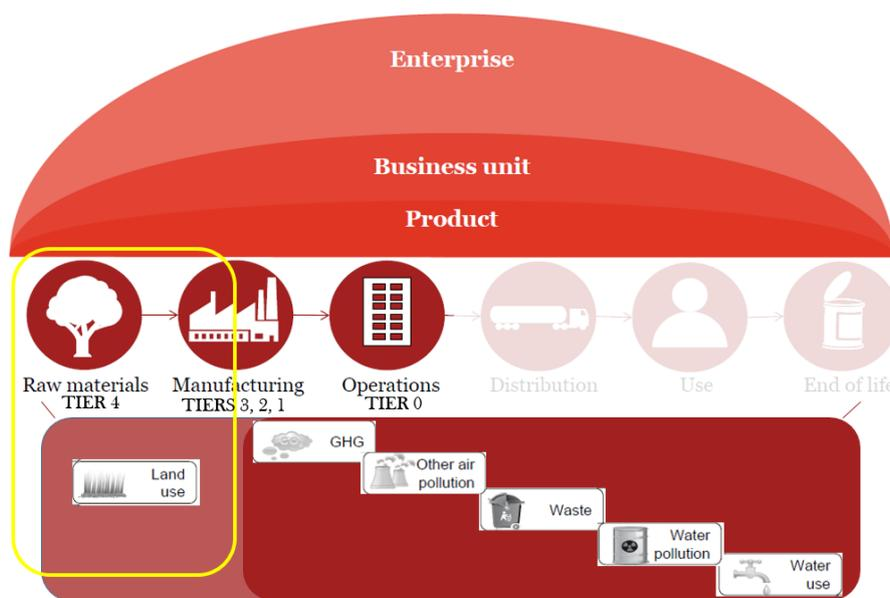 Enterprise
Business unit
Product
Raw materials
TIER 4
Manufacturing
TIERS 3, 2, 1
Operations
TIER 0
Distribution
Use
End of life
Land
use
GHG
Other air
pollution
Waste
Water
pollution
Water
use